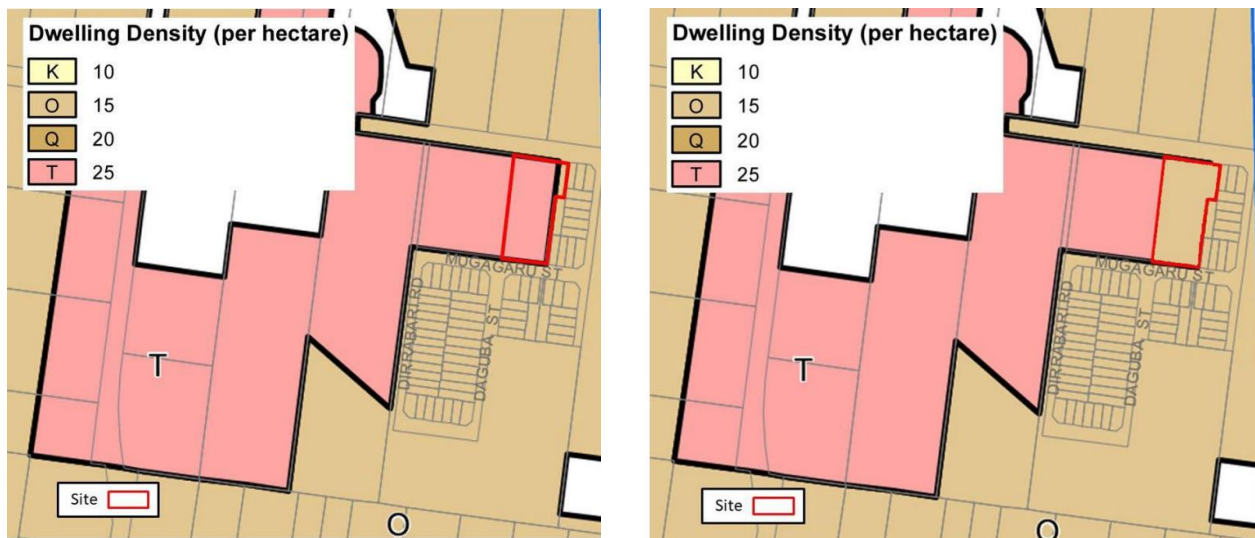 Dwelling Density (per hectare)
K 10
O 15
Q 20
T 25
MUGAGARU ST
DIRRABARI RD
DAGUBA ST
T
Site
O
Dwelling Density (per hectare)
K 10
O 15
Q 20
T 25
MUGAGARU ST
DIRRABARI RD
DAGUBA ST
T
Site
O